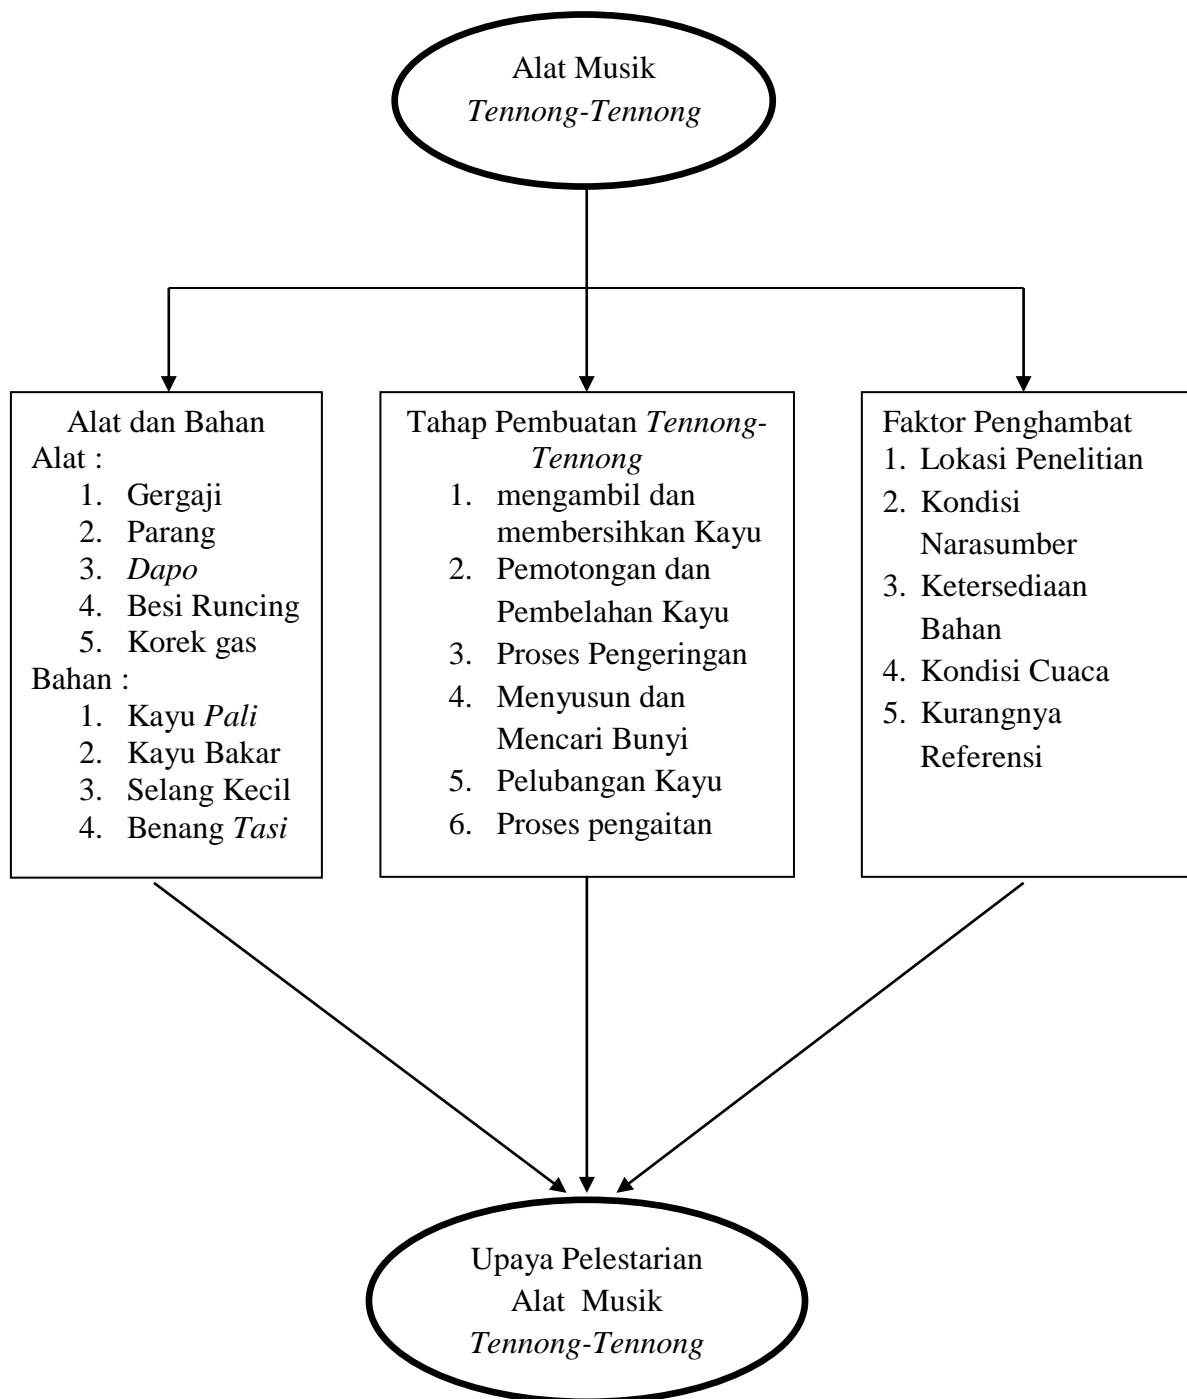 Alat Musik
Tennong-Tennong
Alat dan Bahan
Alat :
1. Gergaji
2. Parang
3. Dapo
4. Besi Runcing
5. Korek gas
Bahan :
1. Kayu Pali
2. Kayu Bakar
3. Selang Kecil
4. Benang Tasi
Tahap Pembuatan Tennong-
Tennong
1. mengambil dan
membersihkan Kayu
2. Pemotongan dan
Pembelahan Kayu
3. Proses Pengeringan
4. Menyusun dan
Mencari Bunyi
5. Pelubangan Kayu
6. Proses pengaitan
Faktor Penghambat
1. Lokasi Penelitian
2. Kondisi
Narasumber
3. Ketersediaan
Bahan
4. Kondisi Cuaca
5. Kurangnya
Referensi
Upaya Pelestarian
Alat Musik
Tennong-Tennong